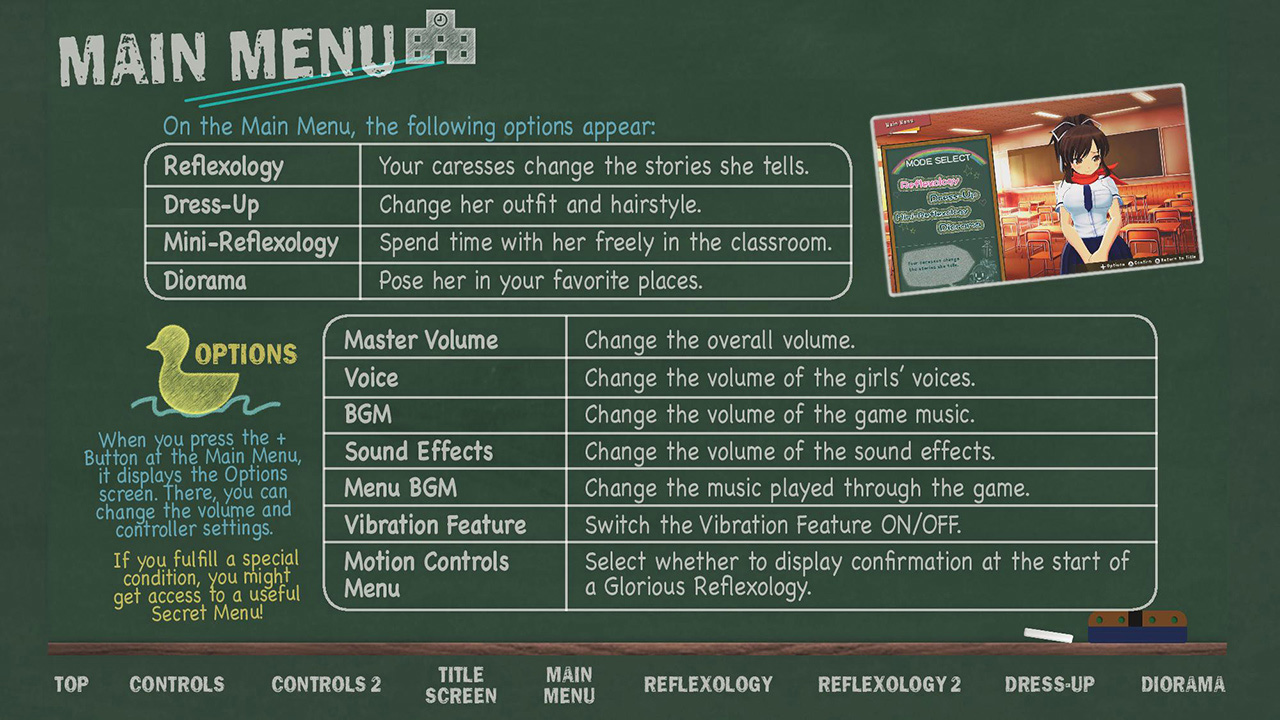 MAIN MENU
On the Main Menu, the following options appear:
Reflexology Your caresses change the stories she tells.
Dress-Up Change her outfit and hairstyle.
Mini-Reflexology Spend time with her freely in the classroom.
Diorama Pose her in your favorite places.
Main Menu
MODE SELECT
Reflexology
Dress-Up
Mini-Reflexology
Diorama
Your caresses change
the stories she tells.
+ Options A Confirm B Return to Title
OPTIONS
When you press the +
Button at the Main Menu,
it displays the Options
screen. There, you can
change the volume and
controller settings.
If you fulfill a special
condition, you might
get access to a useful
Secret Menu!
Master Volume Change the overall volume.
Voice Change the volume of the girls' voices.
BGM Change the volume of the game music.
Sound Effects Change the volume of the sound effects.
Menu BGM Change the music played through the game.
Vibration Feature Switch the Vibration Feature ON/OFF.
Motion Controls Select whether to display confirmation at the start of
Menu a Glorious Reflexology.
TOP CONTROLS CONTROLS 2 TITLE SCREEN MAIN MENU REFLEXOLOGY REFLEXOLOGY 2 DRESS-UP DIORAMA